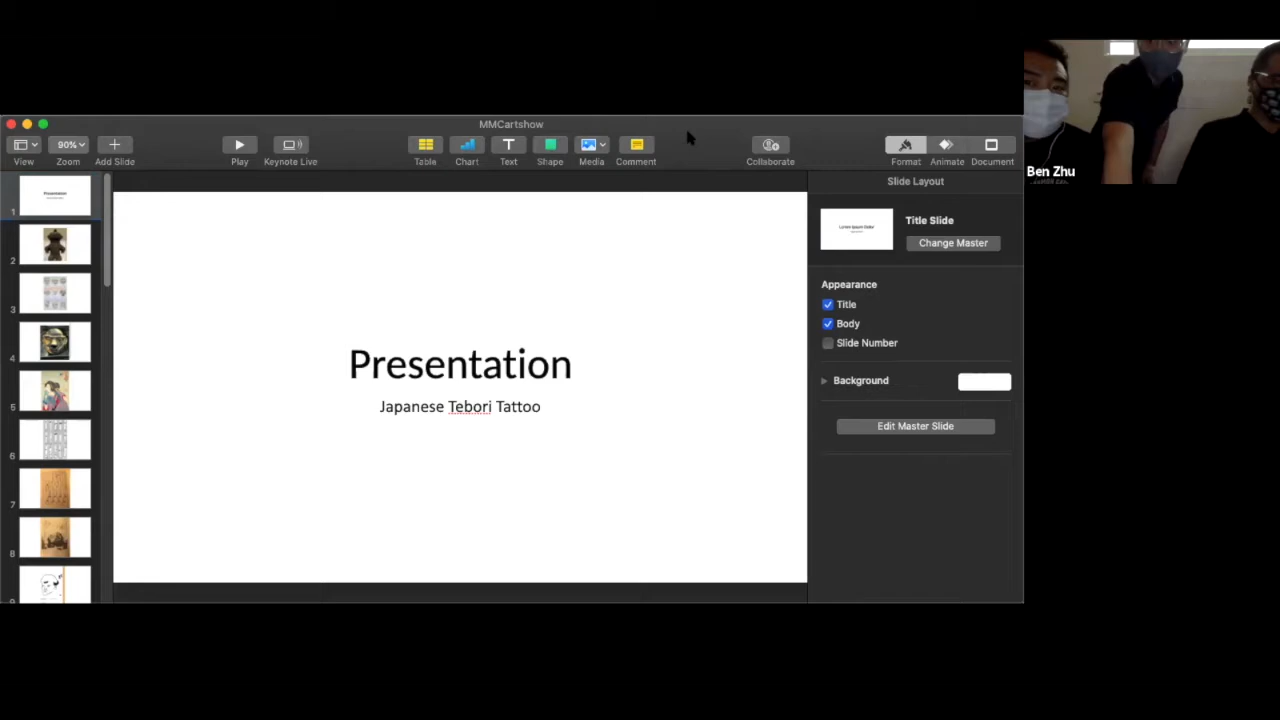 MMCartshow
View
90%
Zoom
Add Slide
Play
Keynote Live
Table
Chart
Text
Shape
Media
Comment
Collaborate
Format
Animate
Document
Slide Layout
Title Slide
Change Master
Appearance
Title
Body
Slide Number
Background
Edit Master Slide
Presentation
Japanese Tebori Tattoo
Presentation
1
2
3
4
5
6
7
8
Ben Zhu